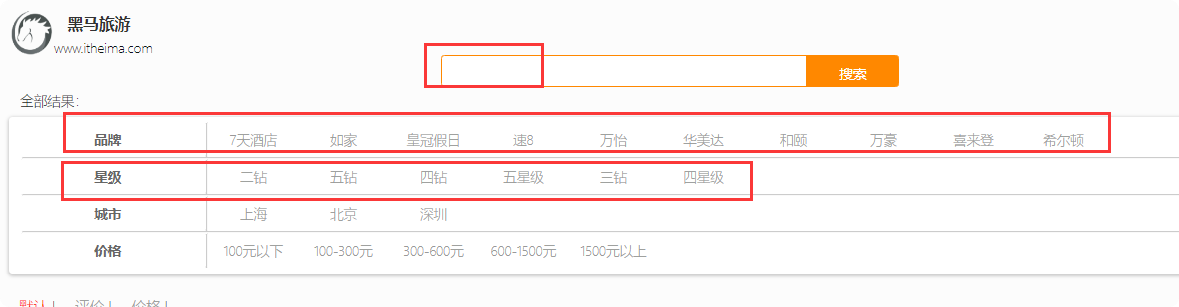 黑马旅游
www.itheima.com
搜索
全部结果：
品牌 7天酒店 如家 皇冠假日 速8 万怡 华美达 和颐 万豪 喜来登 希尔顿
星级 二钻 五钻 四钻 五星级 三钻 四星级
城市 上海 北京 深圳
价格 100元以下 100-300元 300-600元 600-1500元 1500元以上
默认 评价 价格